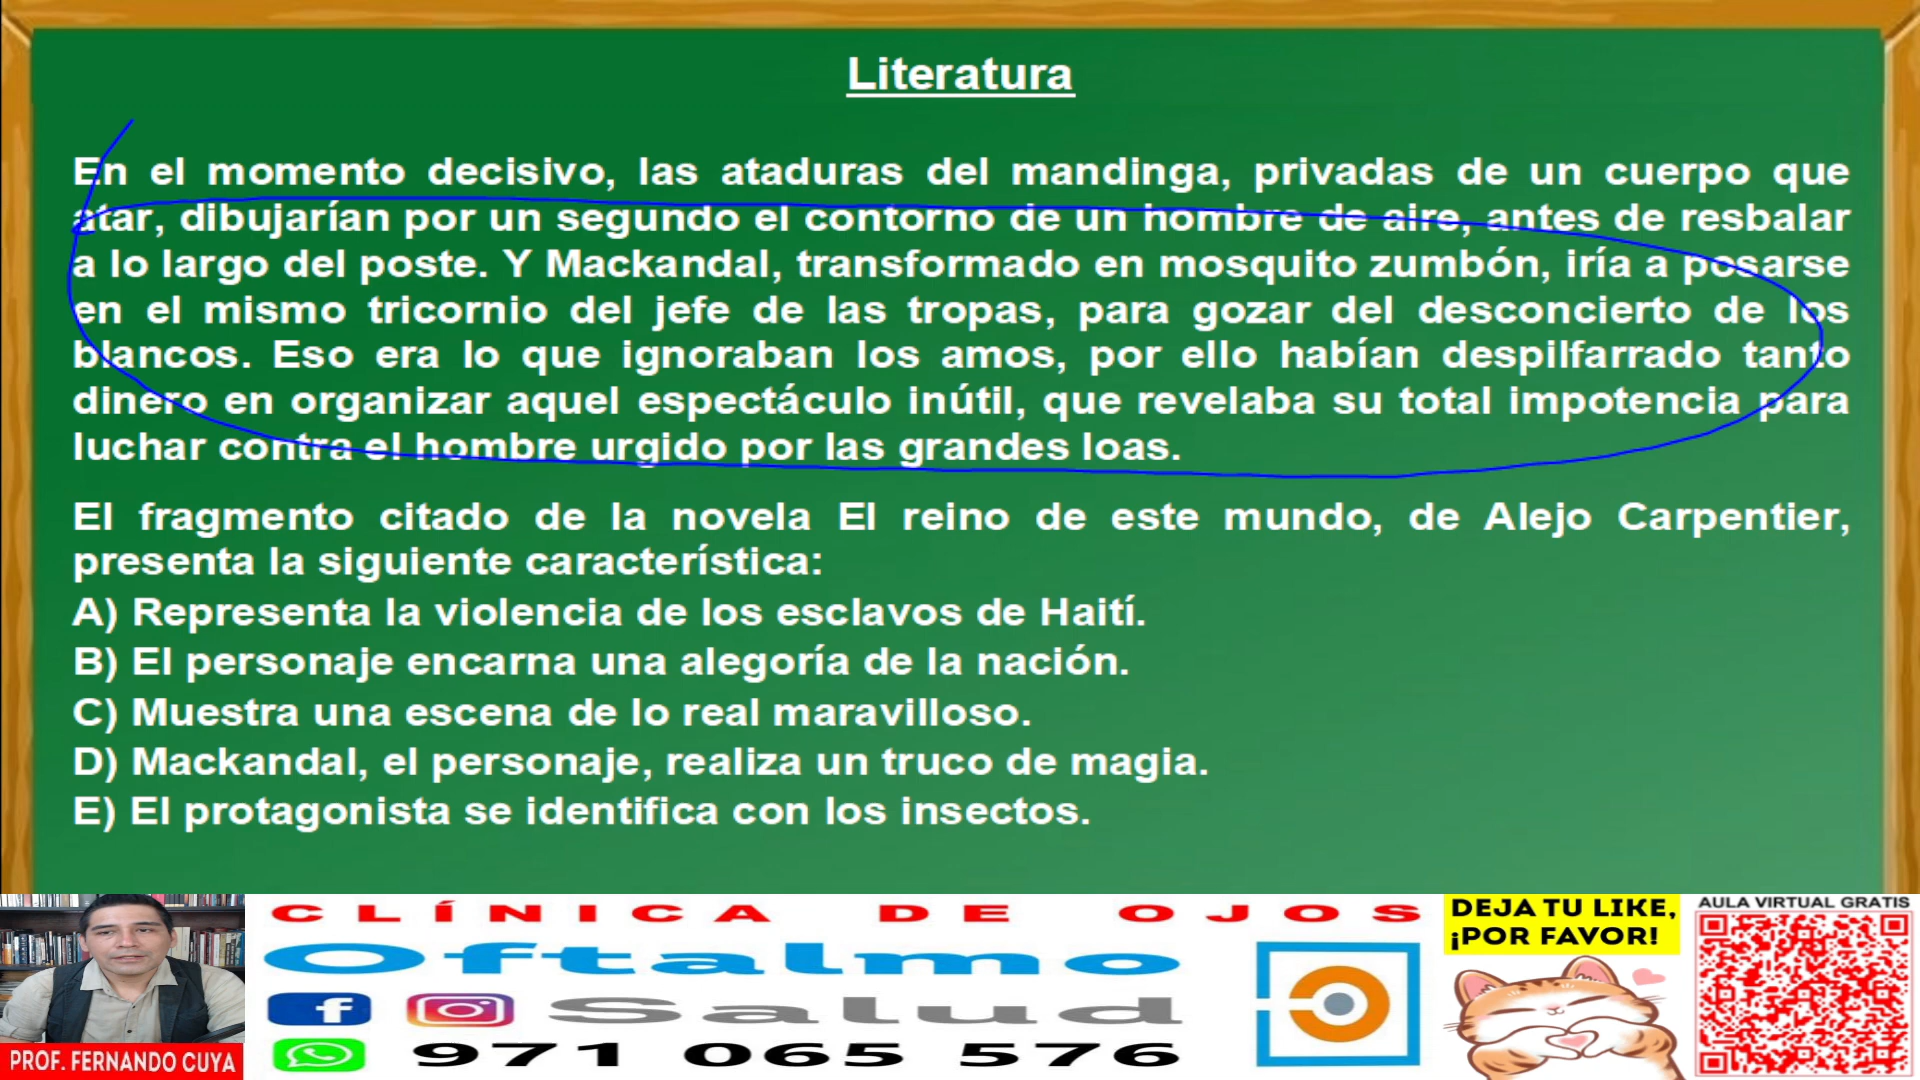 Literatura
En el momento decisivo, las ataduras del mandinga, privadas de un cuerpo que
atar, dibujarían por un segundo el contorno de un hombre de aire, antes de resbalar
a lo largo del poste. Y Mackandal, transformado en mosquito zumbón, iría a posarse
en el mismo tricornio del jefe de las tropas, para gozar del desconcierto de los
blancos. Eso era lo que ignoraban los amos, por ello habían despilfarrado tanto
dinero en organizar aquel espectáculo inútil, que revelaba su total impotencia para
luchar contra el hombre urgido por las grandes loas.
El fragmento citado de la novela El reino de este mundo, de Alejo Carpentier,
presenta la siguiente característica:
A) Representa la violencia de los esclavos de Haití.
B) El personaje encarna una alegoría de la nación.
C) Muestra una escena de lo real maravilloso.
D) Mackandal, el personaje, realiza un truco de magia.
E) El protagonista se identifica con los insectos.
PROF. FERNANDO CUYA
CLÍNICA DE OJOS
Oftalmo
Salud
971 065 576
DEJA TU LIKE,
¡POR FAVOR!
AULA VIRTUAL GRATIS